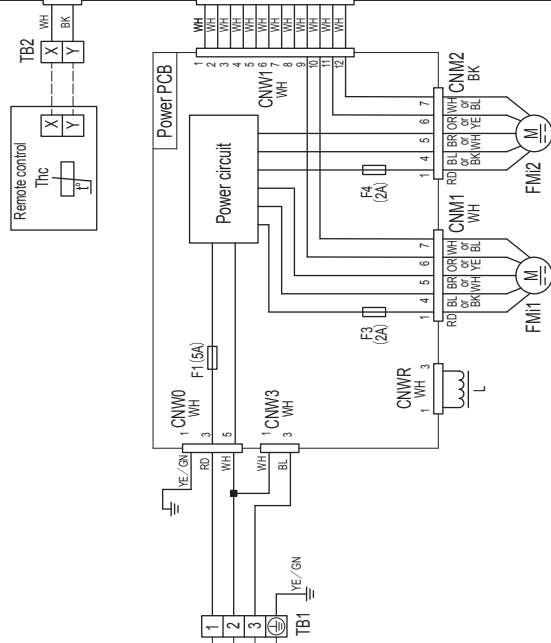 WH
BK
TB2
X
Y
X
Y
Remote control
Thc
t°
WH
WH
WH
WH
WH
WH
WH
WH
WH
WH
WH
WH
1
2
3
4
5
6
7
8
9
10
11
12
CNW1
WH
Power PCB
Power circuit
F1(5A)
F3
(2A)
F4
(2A)
CNW0
WH
1
3
5
YE/GN
RD
WH
CNW3
WH
1
3
WH
BL
1
2
3
TB1
YE/GN
CNWR
WH
1
3
L
CNM1
WH
1
4
5
6
7
RD
BL
or
BK
BR
or
WH
OR
or
YE
WH
or
BL
M
FMi1
CNM2
BK
1
4
5
6
7
RD
BL
or
BK
BR
or
WH
OR
or
YE
WH
or
BL
M
FMi2